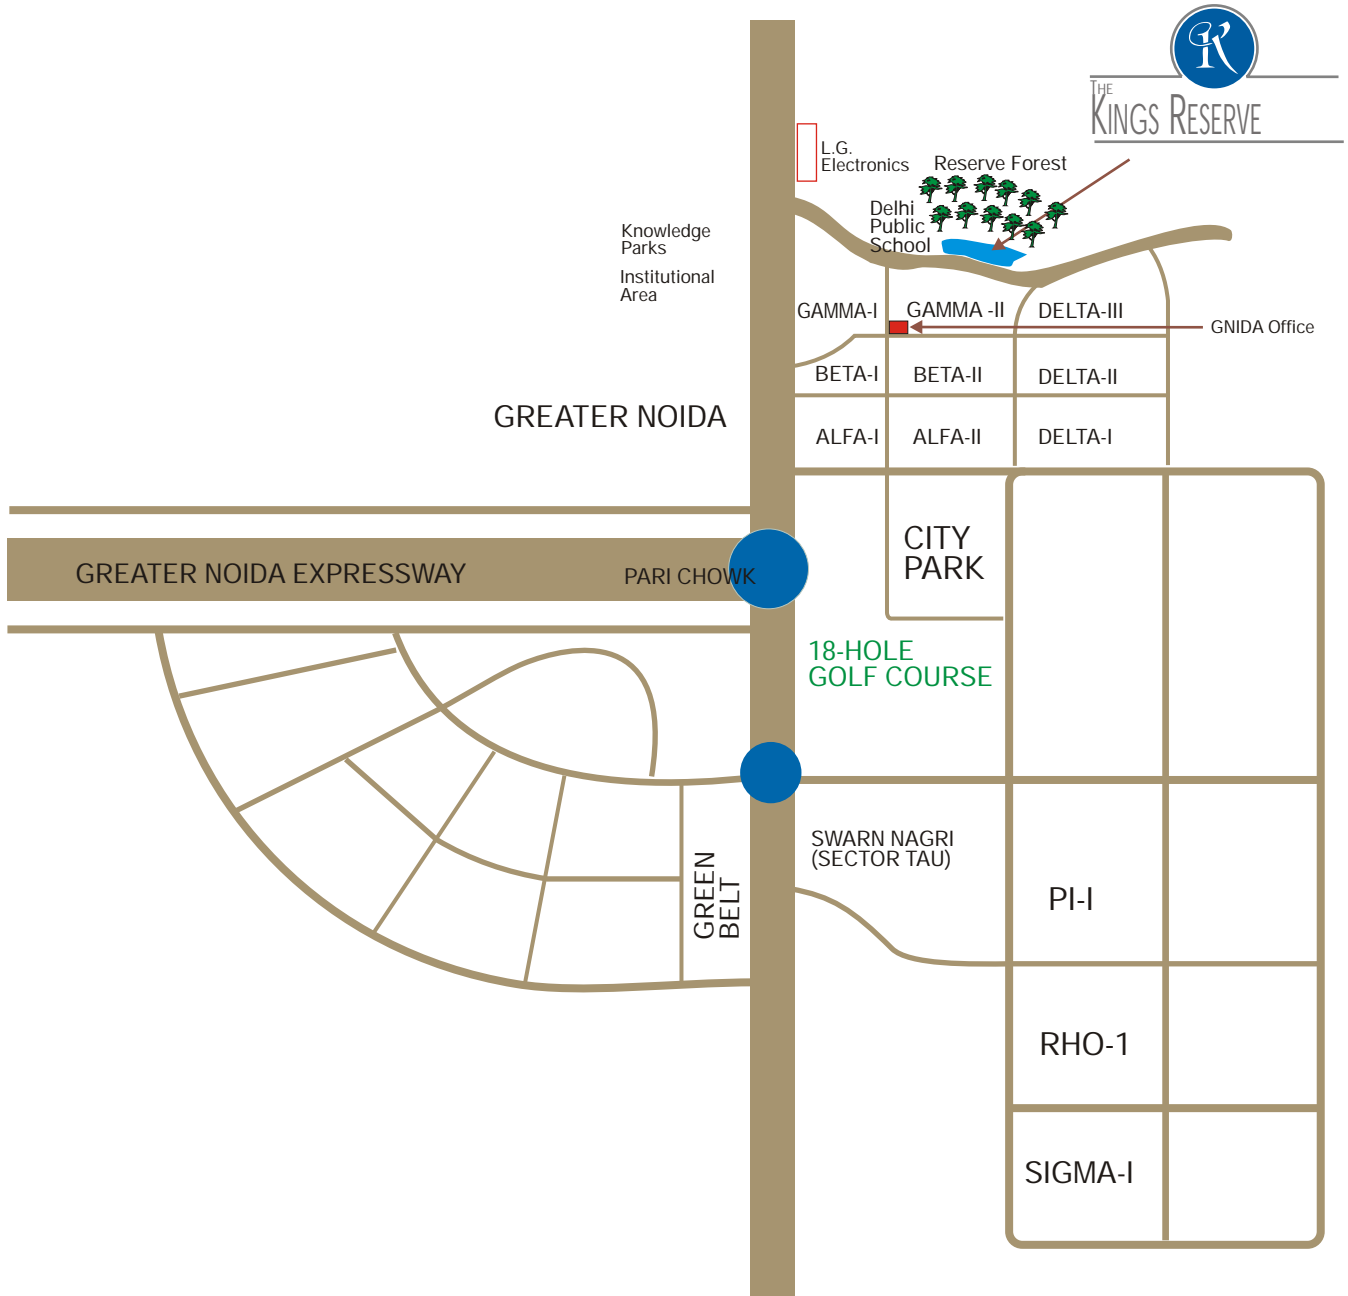 THE
KINGS RESERVE
L.G.
Electronics
Reserve Forest
Delhi
Public
School
Knowledge
Parks
Institutional
Area
GAMMA-I
GAMMA -II
DELTA-III
GNIDA Office
BETA-I
BETA-II
DELTA-II
GREATER NOIDA
ALFA-I
ALFA-II
DELTA-I
CITY
PARK
GREATER NOIDA EXPRESSWAY
PARI CHOWK
18-HOLE
GOLF COURSE
SWARN NAGRI
(SECTOR TAU)
GREEN
BELT
PI-I
RHO-1
SIGMA-I